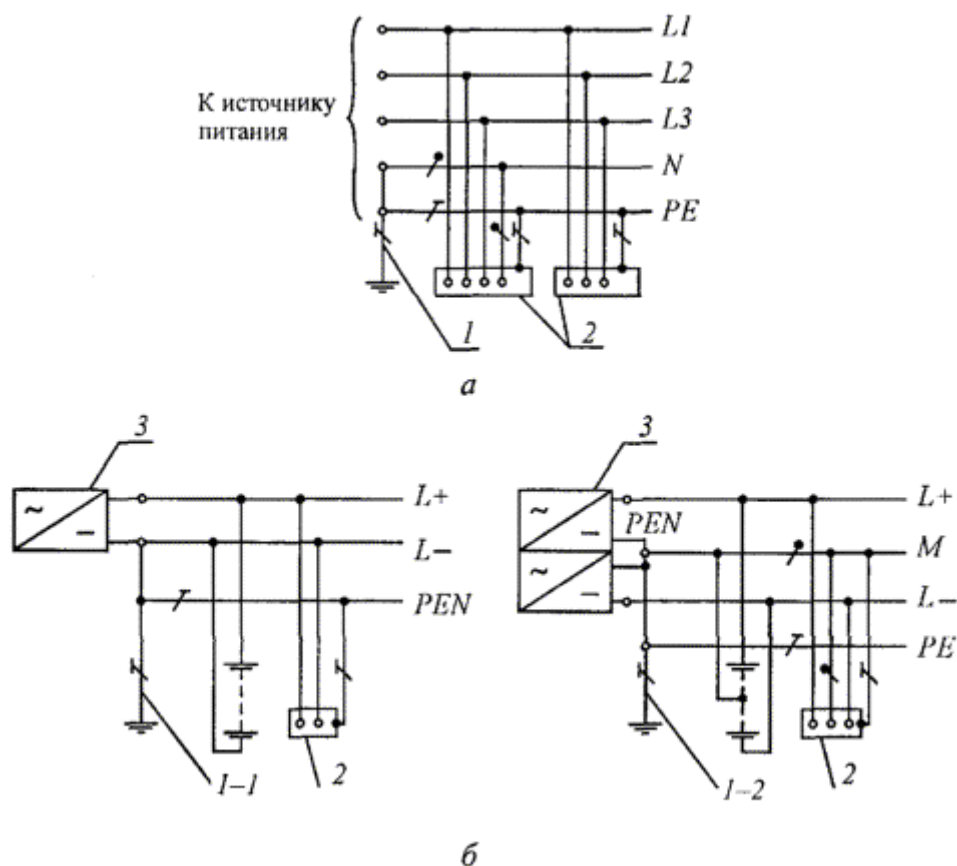 L1
L2
L3
N
PE
К источнику
питания
1
2
а
3
L+
L–
PEN
1–1
2
3
PEN
L+
M
L–
PE
1–2
2
б